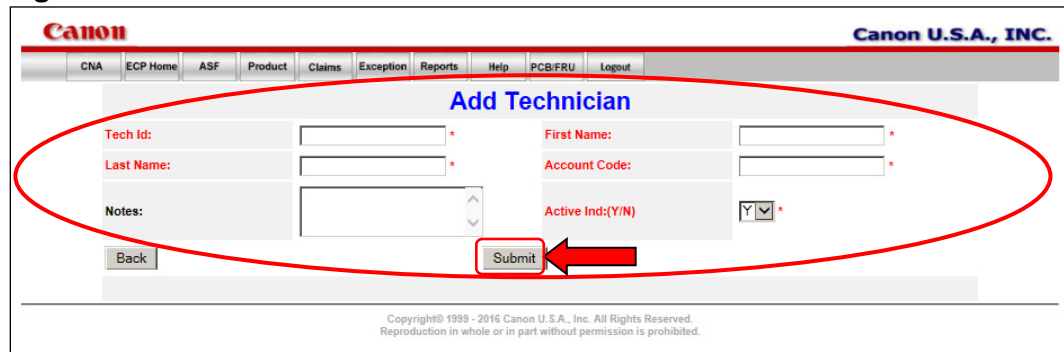 Canon
Canon U.S.A., INC.
CNA ECP Home ASF Product Claims Exception Reports Help PCB/FRU Logout
Add Technician
Tech Id: * First Name: *
Last Name: * Account Code: *
Notes: Active Ind:(Y/N) Y *
Back Submit
Copyright© 1999 - 2016 Canon U.S.A., Inc. All Rights Reserved.
Reproduction in whole or in part without permission is prohibited.